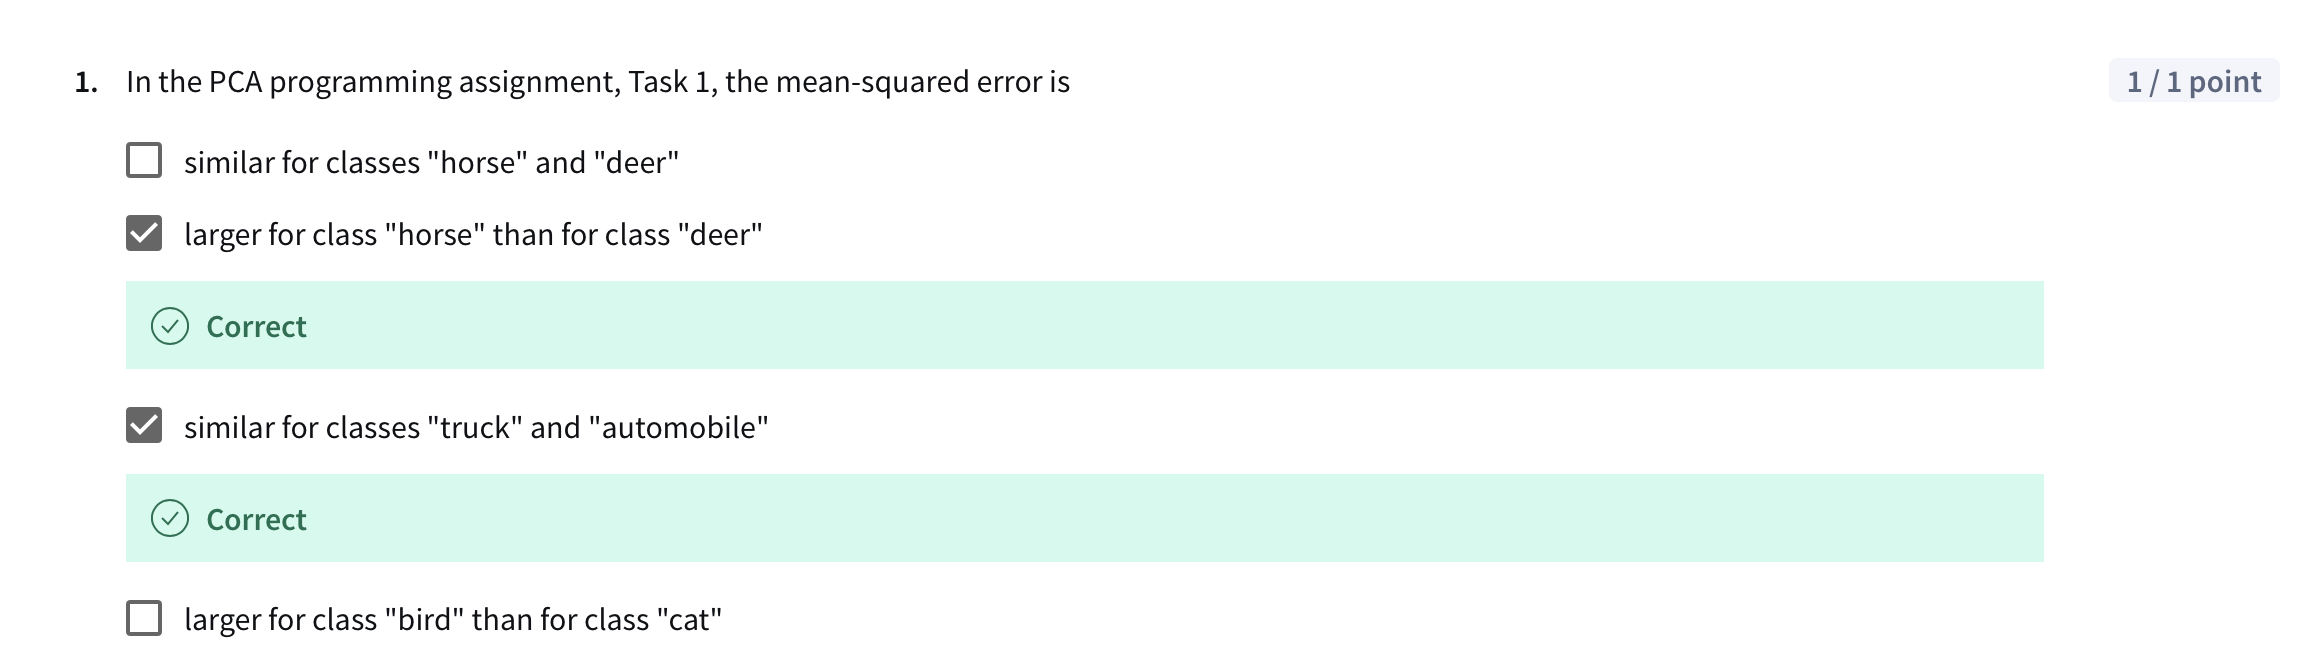 1. In the PCA programming assignment, Task 1, the mean-squared error is
1 / 1 point
similar for classes "horse" and "deer"
larger for class "horse" than for class "deer"
Correct
similar for classes "truck" and "automobile"
Correct
larger for class "bird" than for class "cat"